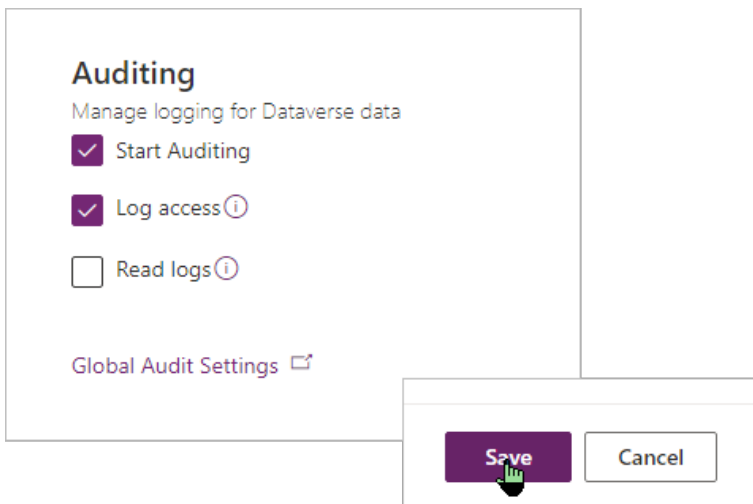 Auditing
Manage logging for Dataverse data
Start Auditing
Log access
Read logs
Global Audit Settings
Save
Cancel